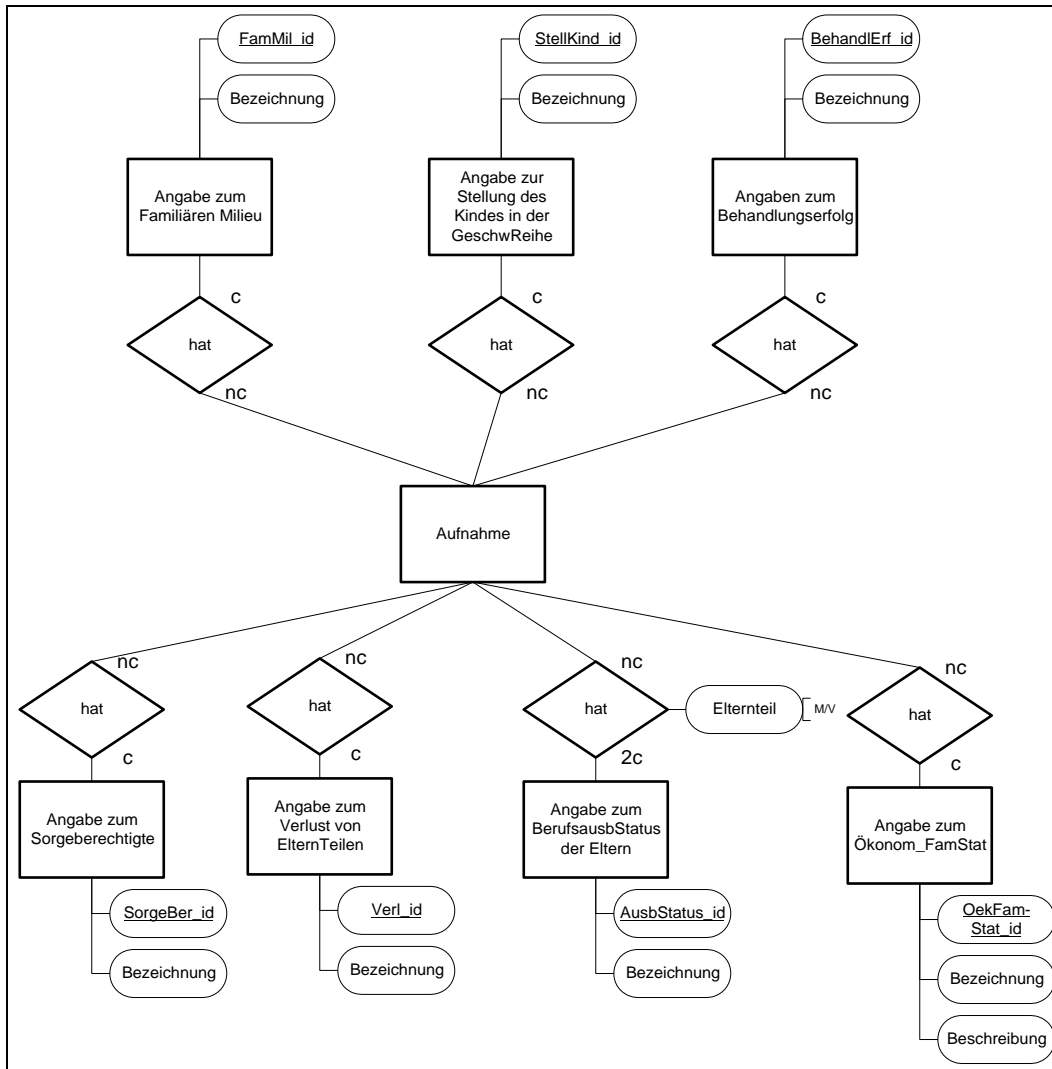 FamMil_id
StellKind_id
BehandlErf_id
Bezeichnung
Bezeichnung
Bezeichnung
Angabe zum
Familiären Milieu
Angabe zur
Stellung des
Kindes in der
GeschwReihe
Angaben zum
Behandlungserfolg
c
c
c
hat
hat
hat
nc
nc
nc
Aufnahme
nc
nc
nc
nc
hat
hat
hat
Elternteil
M/V
hat
c
c
2c
c
Angabe zum
Sorgeberechtigte
Angabe zum
Verlust von
ElternTeilen
Angabe zum
BerufsausbStatus
der Eltern
Angabe zum
Ökonom_FamStat
SorgeBer_id
Verl_id
AusbStatus_id
OekFam-
Stat_id
Bezeichnung
Bezeichnung
Bezeichnung
Bezeichnung
Beschreibung